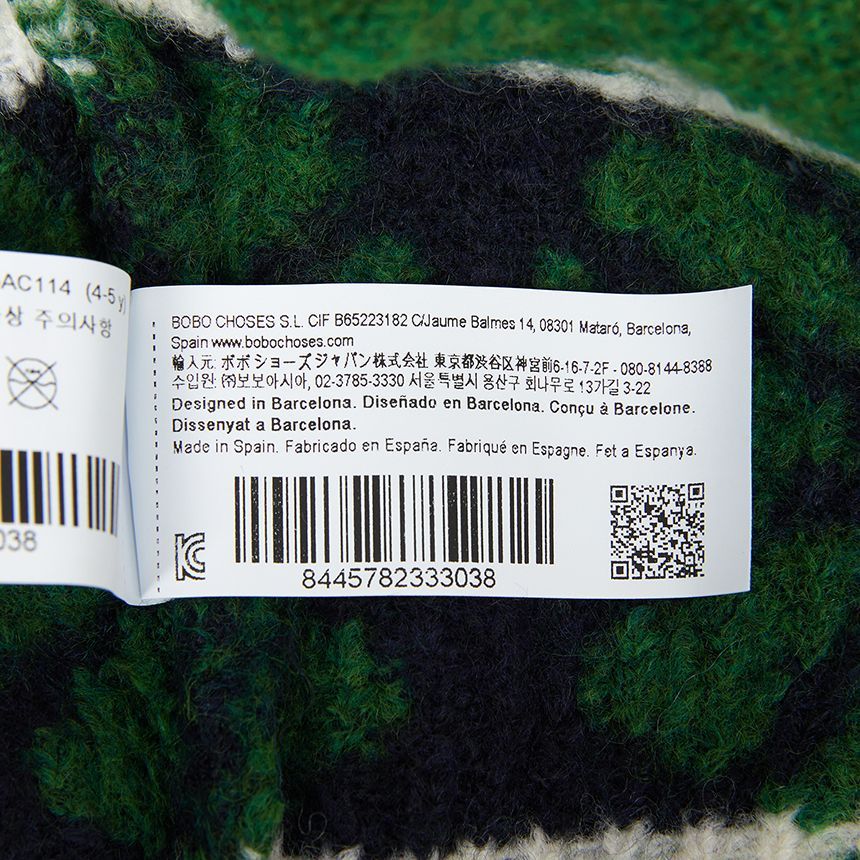 AC114 (4-5 y)
상 주의사항
038
BOBO CHOSES S.L. CIF B65223182 C/Jaume Balmes 14, 08301 Mataró, Barcelona,
Spain www.bobochoses.com
輸入元: ボボショーズジャパン株式会社 東京都渋谷区神宮前6-16-7-2F - 080-8144-8388
수입원: ㈜보보아시아, 02-3785-3330 서울특별시 용산구 회나무로 13가길 3-22
Designed in Barcelona. Diseñado en Barcelona. Conçu à Barcelone.
Dissenyat a Barcelona.
Made in Spain. Fabricado en España. Fabriqué en Espagne. Fet a Espanya.
8445782333038